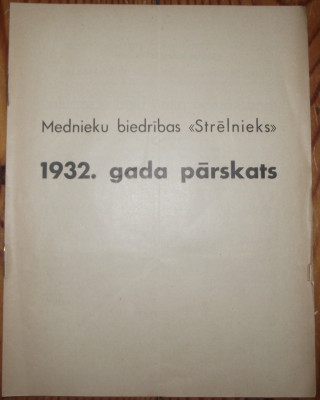 Mednieku biedrības «Strēlnieks»
1932. gada pārskats